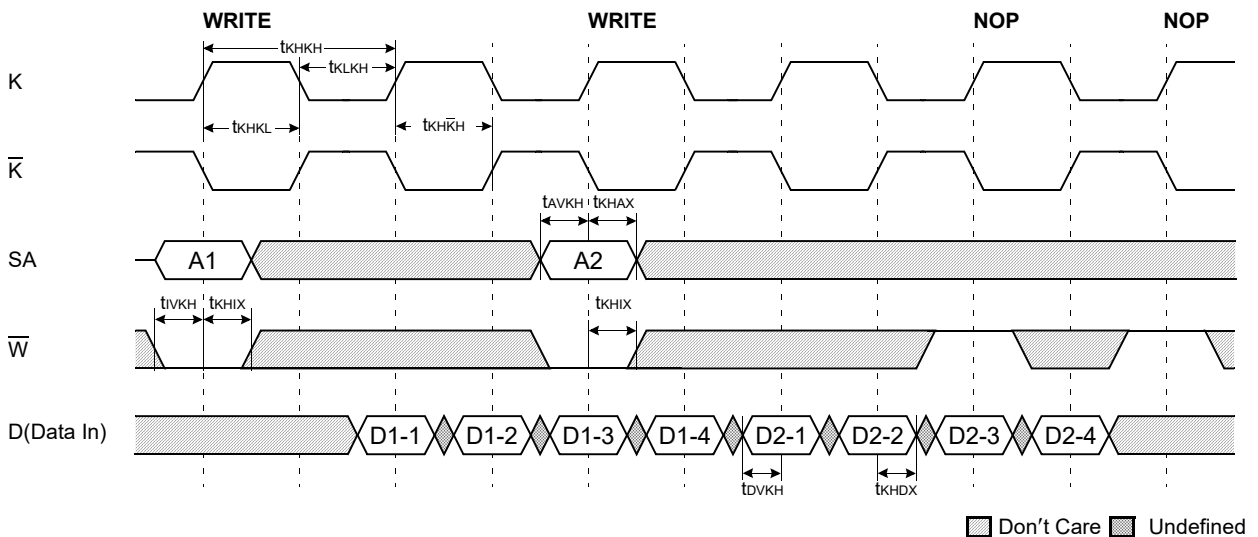 WRITE WRITE NOP NOP
tKHKH
tKLKH
K
tKHKL tKHK̅H
K̅
tAVKH tKHAX
SA A1 A2
tIVKH tKHIX tKHIX
W̅
D(Data In) D1-1 D1-2 D1-3 D1-4 D2-1 D2-2 D2-3 D2-4
tDVKH tKHDX
Don't Care Undefined